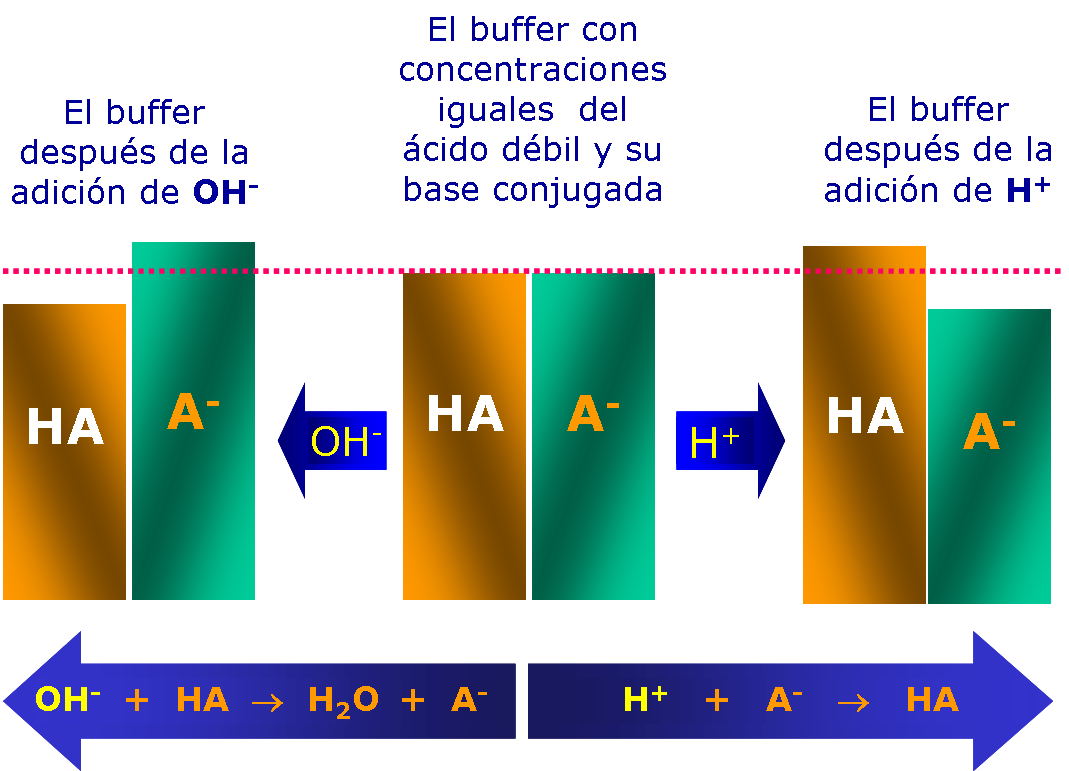 El buffer
después de la
adición de OH⁻
El buffer con
concentraciones
iguales del
ácido débil y su
base conjugada
El buffer
después de la
adición de H⁺
HA
A⁻
OH⁻
HA
A⁻
H⁺
HA
A⁻
OH⁻ + HA → H₂O + A⁻
H⁺ + A⁻ → HA